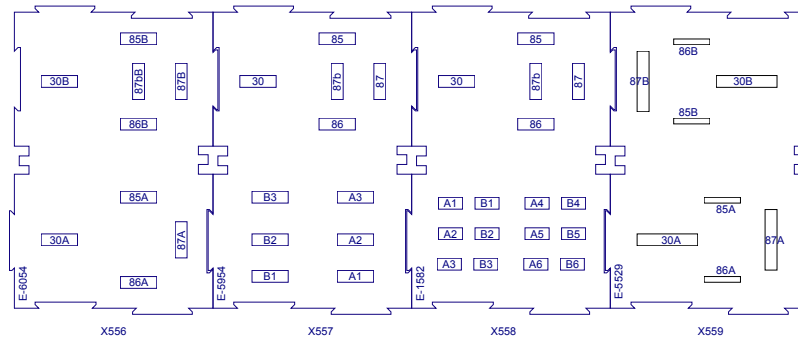 85B
87bB
87B
30B
86B
85A
87A
30A
86A
E-6054
X556
85
87b
87
30
86
B3
A3
B2
A2
B1
A1
E-5954
X557
85
87b
87
30
86
A1 B1 A4 B4
A2 B2 A5 B5
A3 B3 A6 B6
E-1582
X558
86B
87B
30B
85B
85A
87A
30A
86A
E-5529
X559